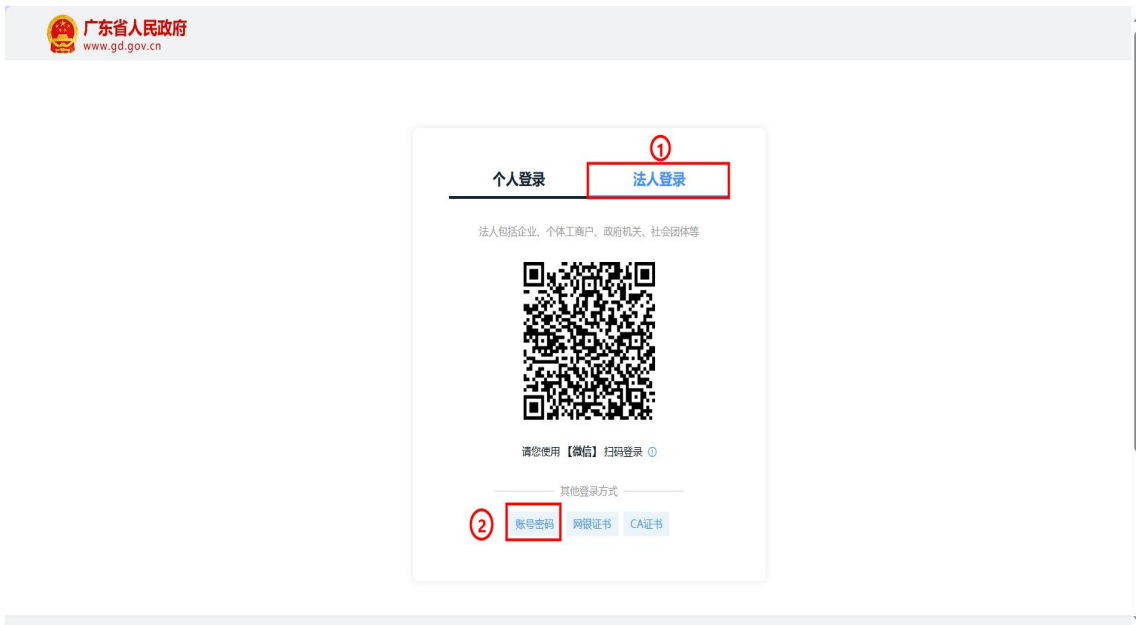 广东省人民政府
www.gd.gov.cn
①
个人登录 法人登录
法人包括企业、个体工商户、政府机关、社会团体等
请您使用【微信】扫码登录
其他登录方式
② 账号密码 网银证书 CA证书